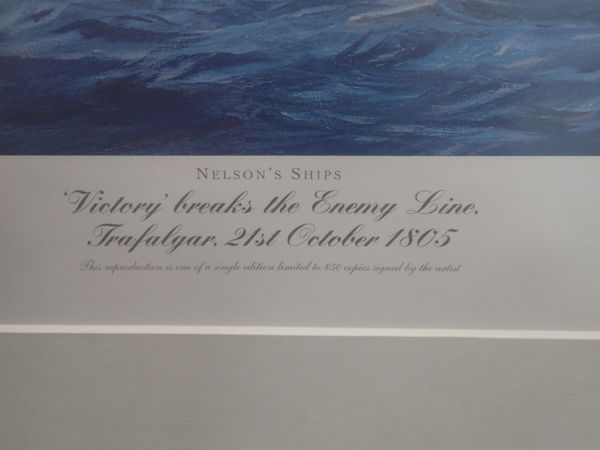 NELSON'S SHIPS
'Victory' breaks the Enemy Line,
Trafalgar, 21st October 1805
This reproduction is one of a single edition limited to 850 copies signed by the artist